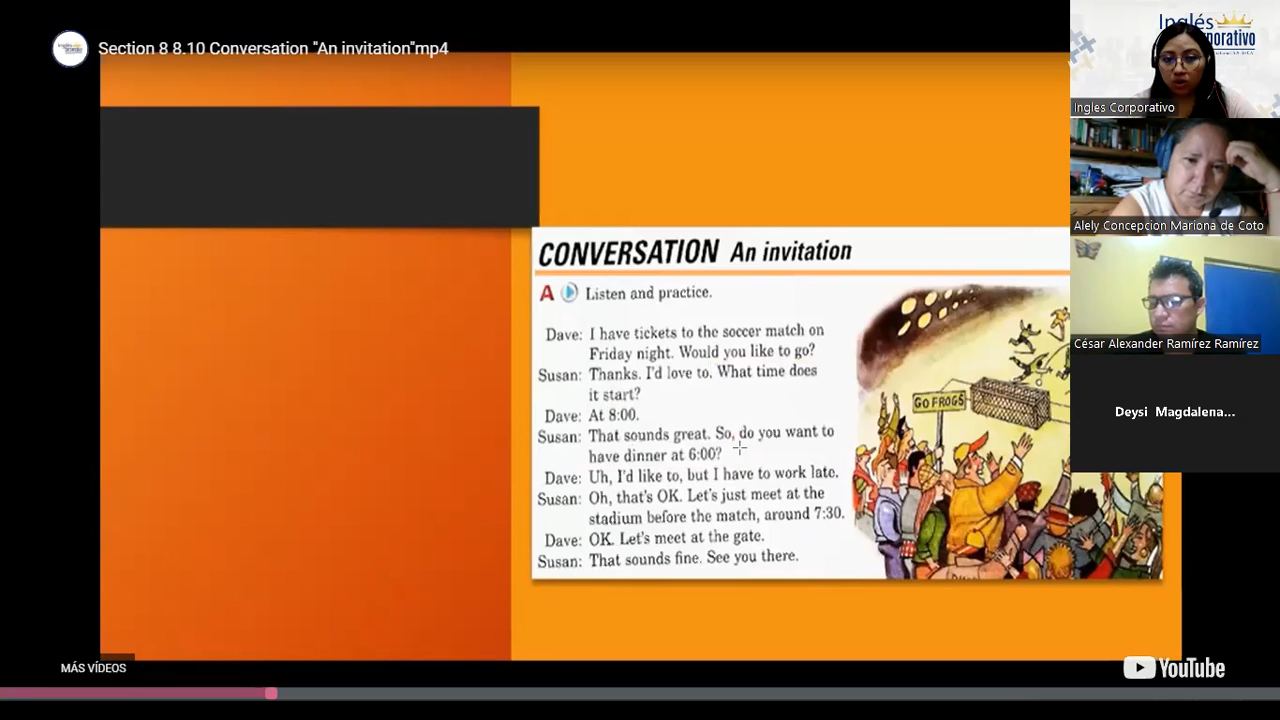 Section 8 8.10 Conversation "An invitation"mp4
CONVERSATION An invitation
A Listen and practice.
Dave: I have tickets to the soccer match on
Friday night. Would you like to go?
Susan: Thanks. I'd love to. What time does
it start?
Dave: At 8:00.
Susan: That sounds great. So, do you want to
have dinner at 6:00?
Dave: Uh, I'd like to, but I have to work late.
Susan: Oh, that's OK. Let's just meet at the
stadium before the match, around 7:30.
Dave: OK. Let's meet at the gate.
Susan: That sounds fine. See you there.
GO FROGS
MÁS VÍDEOS
YouTube
Inglés
Ingles Corporativo
Alely Concepcion Mariona de Coto
César Alexander Ramírez Ramírez
Deysi Magdalena...